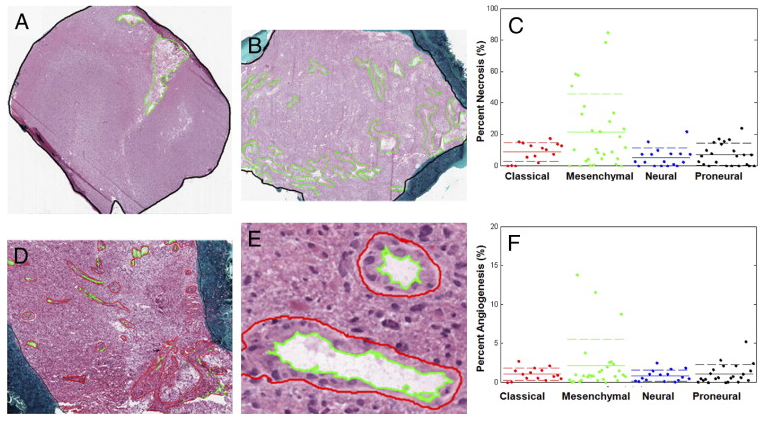 A
B
C
Percent Necrosis (%)
100
80
60
40
20
0
Classical Mesenchymal Neural Proneural
D
E
F
Percent Angiogenesis (%)
20
15
10
5
0
Classical Mesenchymal Neural Proneural